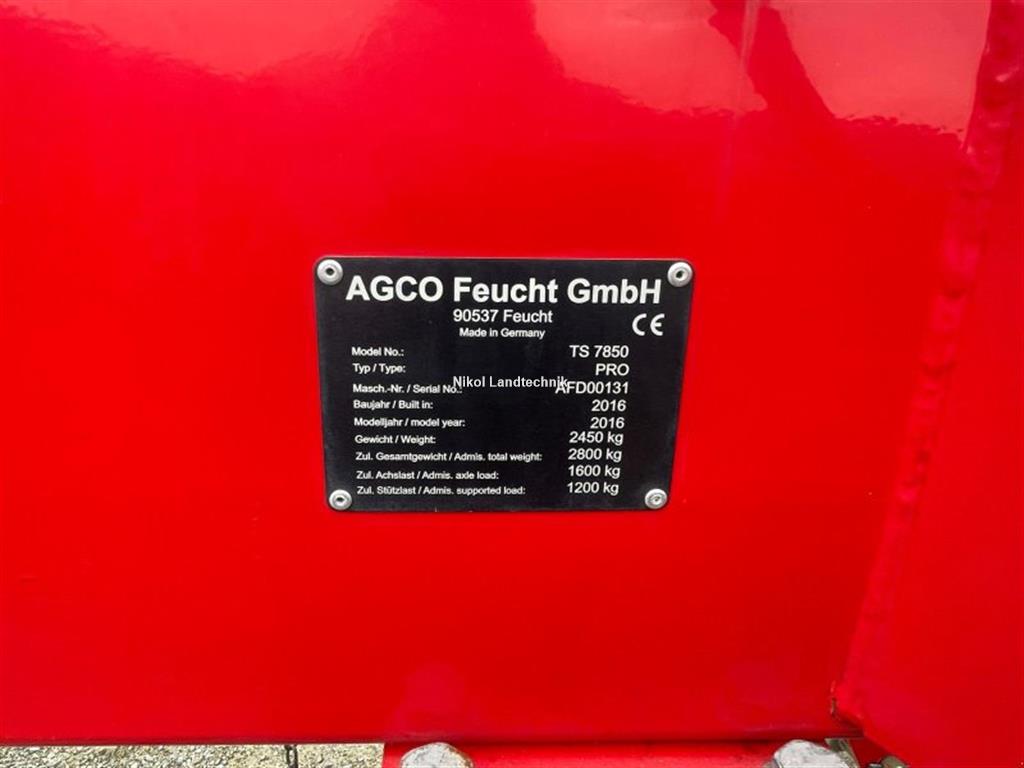 AGCO Feucht GmbH
90537 Feucht
Made in Germany
CE
Model No.: TS 7850
Typ / Type: PRO
Masch.-Nr. / Serial No.: AFD00131
Nikol Landtechnik
Baujahr / Built in: 2016
Modelljahr / model year: 2016
Gewicht / Weight: 2450 kg
Zul. Gesamtgewicht / Admis. total weight: 2800 kg
Zul. Achslast / Admis. axle load: 1600 kg
Zul. Stützlast / Admis. supported load: 1200 kg